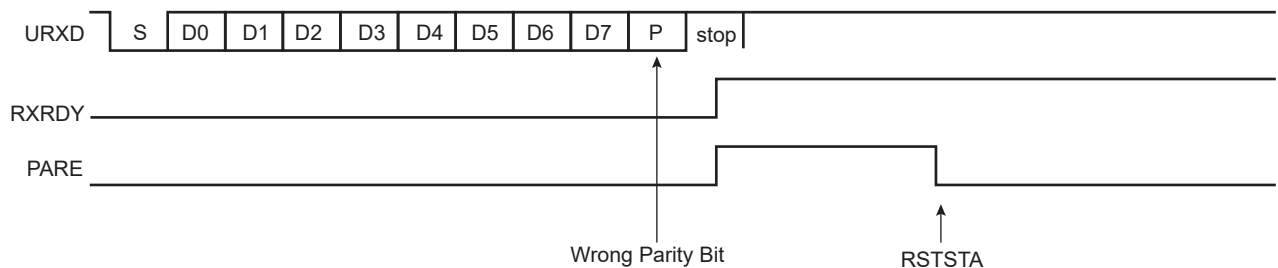 URXD S D0 D1 D2 D3 D4 D5 D6 D7 P stop
RXRDY
PARE
Wrong Parity Bit RSTSTA